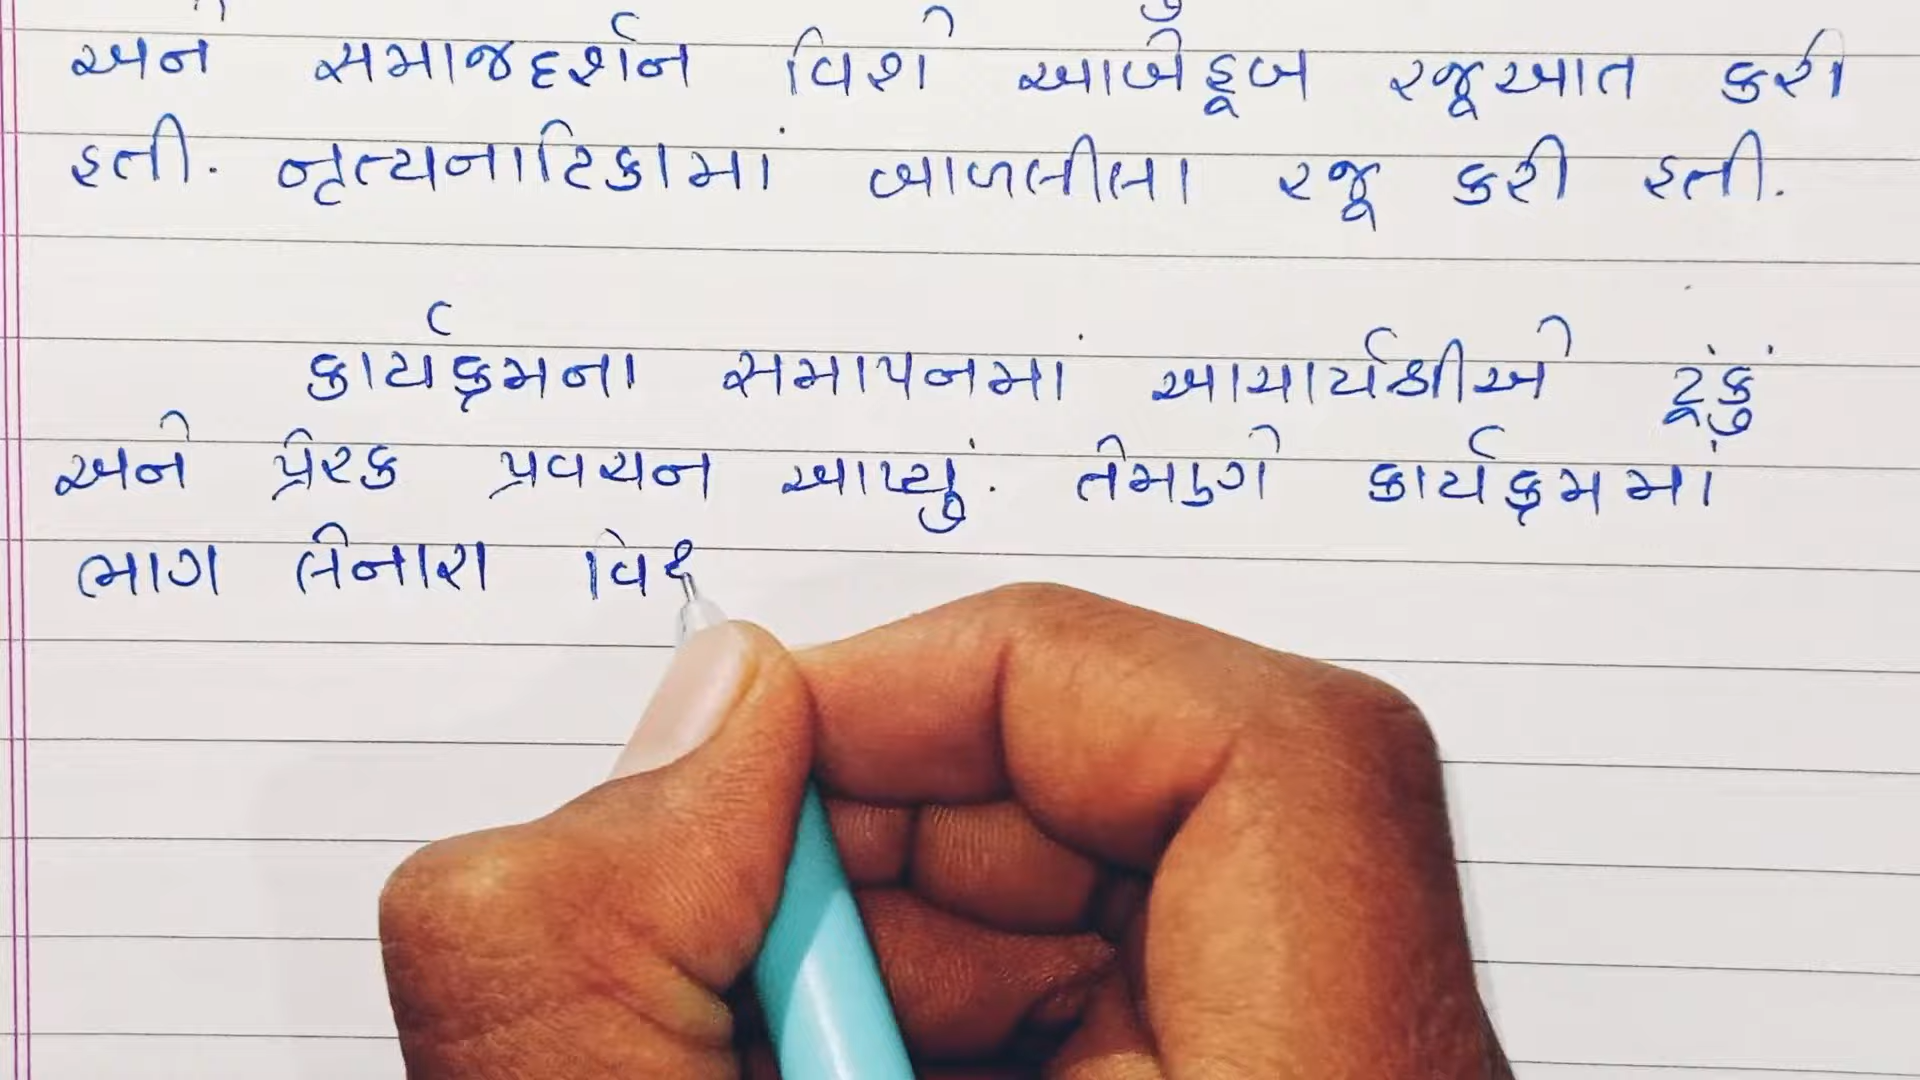 અને સમાજદર્શન વિશે આબેહૂબ રજૂઆત કરી
હતી. નૃત્યનાટિકામાં બાળલીલા રજૂ કરી હતી.
કાર્યક્રમના સમાપનમાં આચાર્યશ્રીએ ટૂંકું
અને પ્રેરક પ્રવચન આપ્યું. તેમણે કાર્યક્રમમાં
ભાગ લેનારા